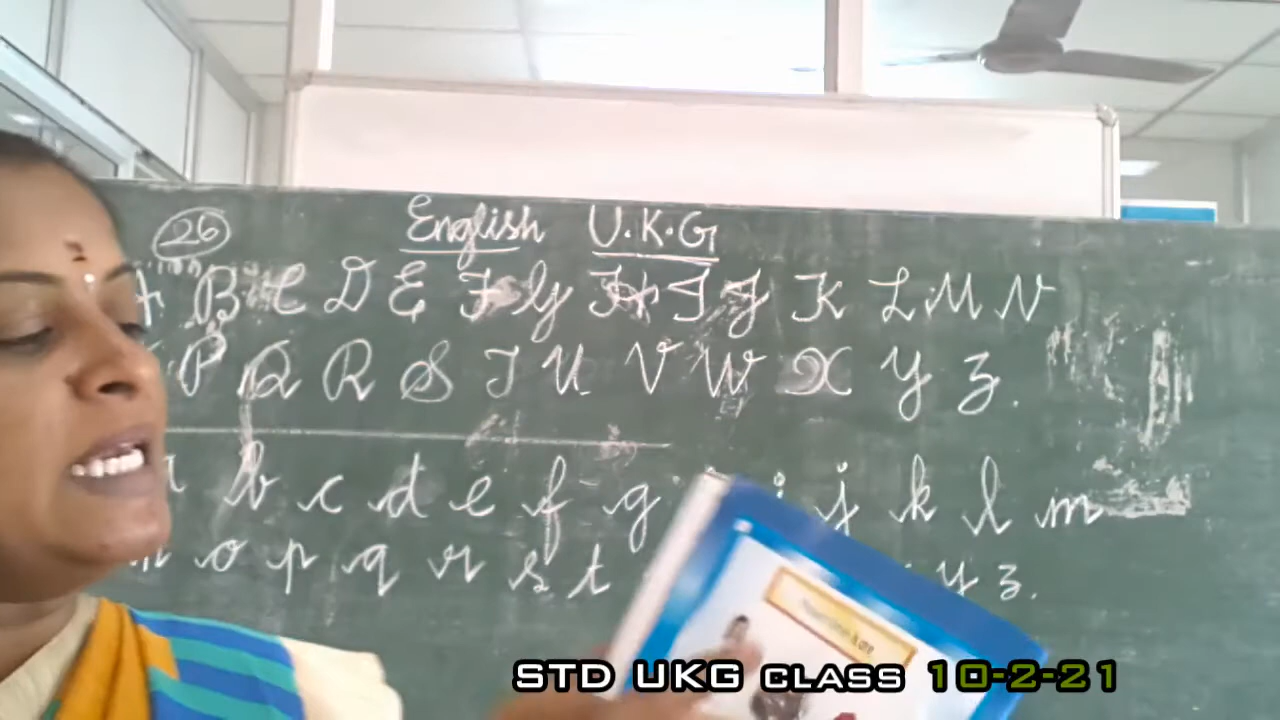 26
English U.K.G
A B C D E F G H I J K L M N
P Q R S T U V W X Y Z.
a b c d e f g i j k l m
n o p q r s t y z.
STD UKG CLASS 10-2-21